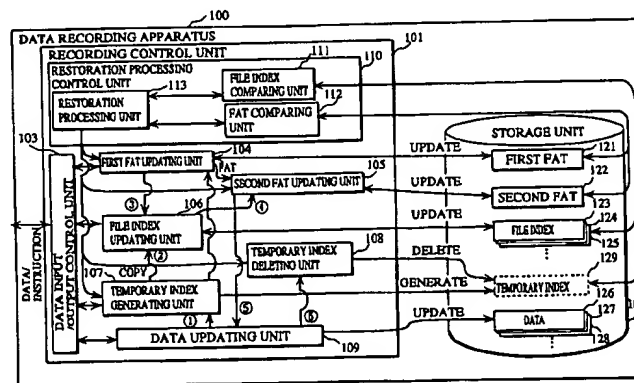 100
DATA RECORDING APPARATUS
101
RECORDING CONTROL UNIT
111
110
RESTORATION PROCESSING CONTROL UNIT
113
FILE INDEX COMPARING UNIT
112
RESTORATION PROCESSING UNIT
FAT COMPARING UNIT
103
104
FIRST FAT UPDATING UNIT
FAT
105
SECOND FAT UPDATING UNIT
③
106
④
FILE INDEX UPDATING UNIT
②
COPY
107
108
TEMPORARY INDEX DELETING UNIT
TEMPORARY INDEX GENERATING UNIT
①
⑤
⑥
DATA UPDATING UNIT
109
DATA/INSTRUCTION
DATA INPUT/OUTPUT CONTROL UNIT
UPDATE
UPDATE
UPDATE
DELETE
GENERATE
UPDATE
STORAGE UNIT
121
FIRST FAT
122
SECOND FAT
123
124
FILE INDEX
125
129
TEMPORARY INDEX
126
127
DATA
128